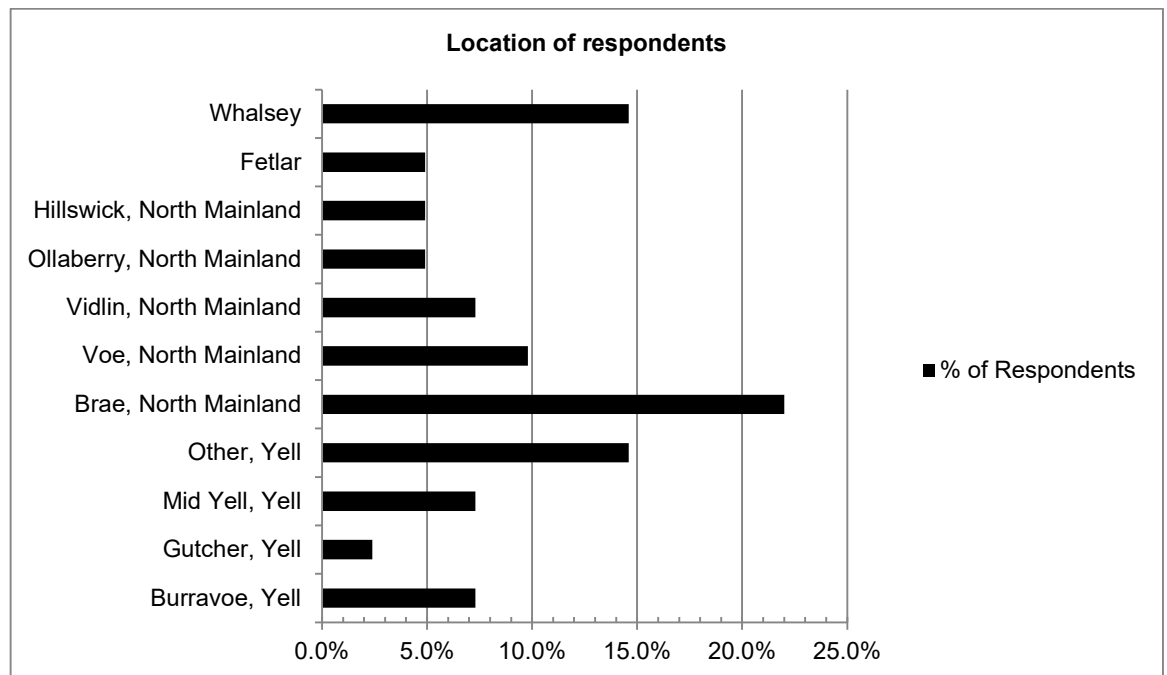 Location of respondents
Whalsey
Fetlar
Hillswick, North Mainland
Ollaberry, North Mainland
Vidlin, North Mainland
Voe, North Mainland
Brae, North Mainland
Other, Yell
Mid Yell, Yell
Gutcher, Yell
Burravoe, Yell
% of Respondents
0.0% 5.0% 10.0% 15.0% 20.0% 25.0%